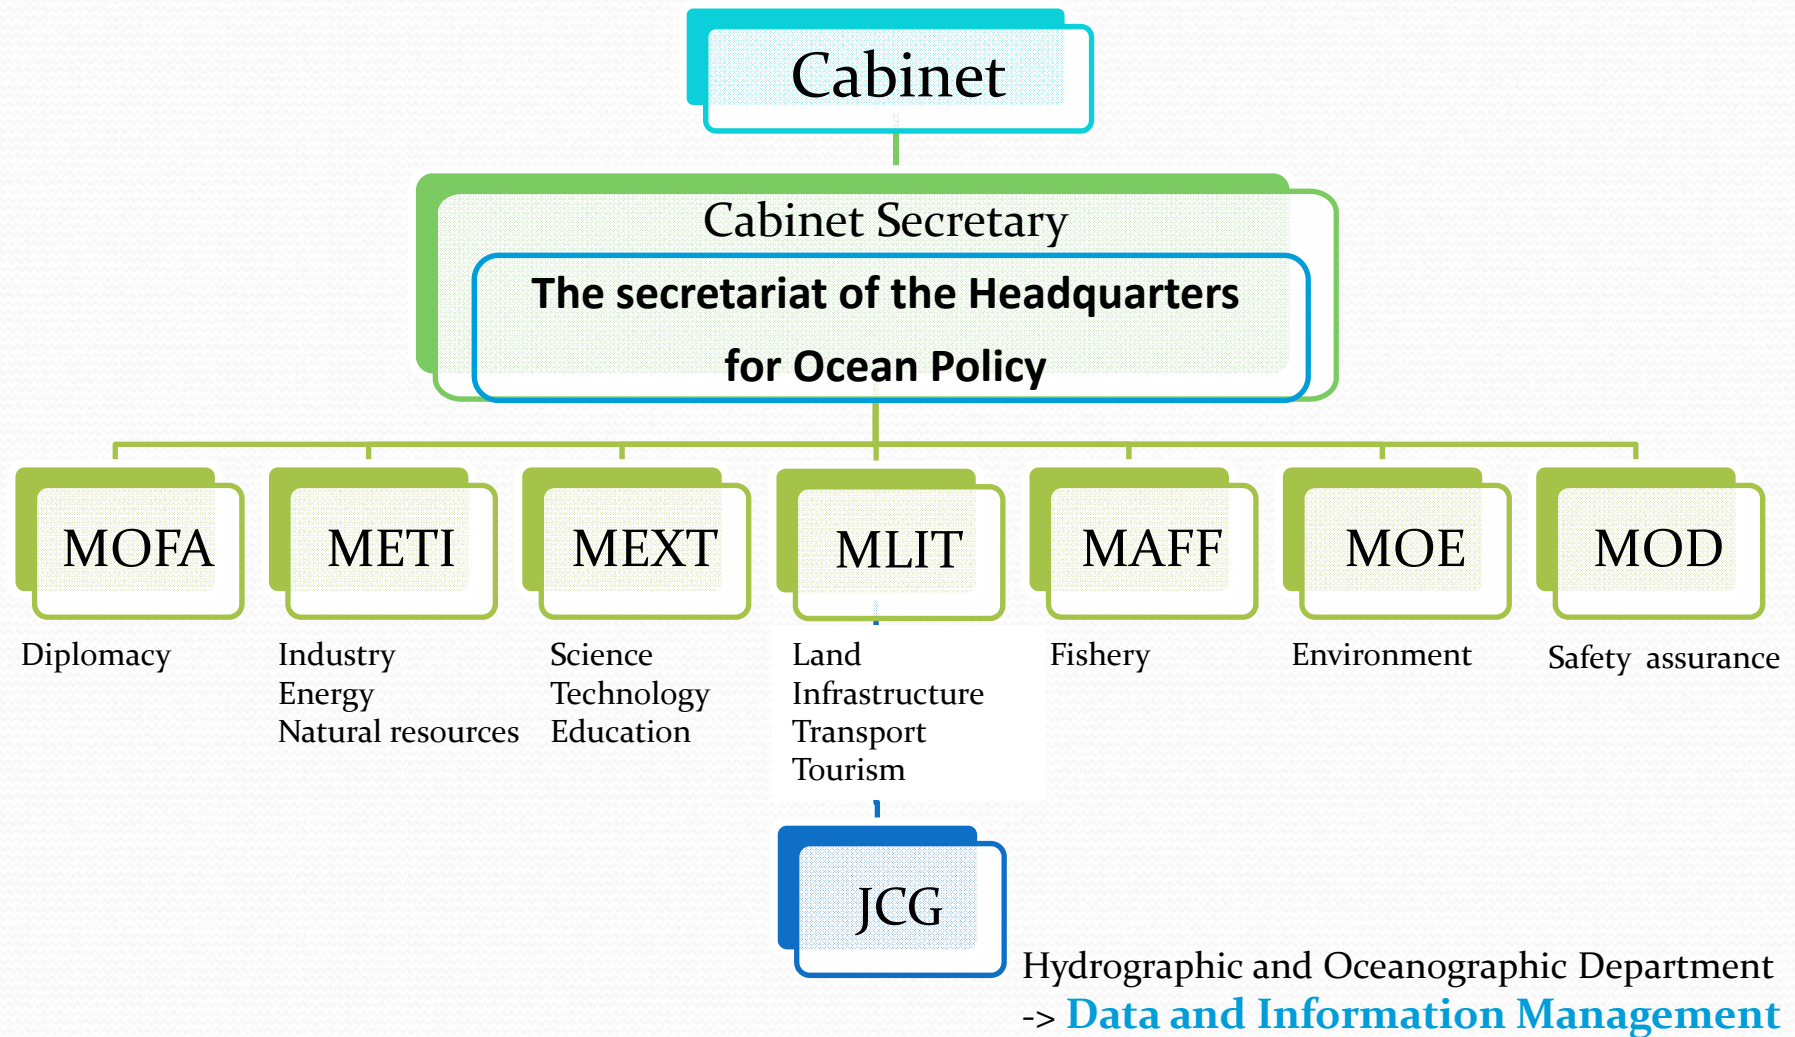 Cabinet
Cabinet Secretary
The secretariat of the Headquarters
for Ocean Policy
MOFA
METI
MEXT
MLIT
MAFF
MOE
MOD
Diplomacy
Industry
Energy
Natural resources
Science
Technology
Education
Land
Infrastructure
Transport
Tourism
Fishery
Environment
Safety assurance
JCG
Hydrographic and Oceanographic Department
-> Data and Information Management